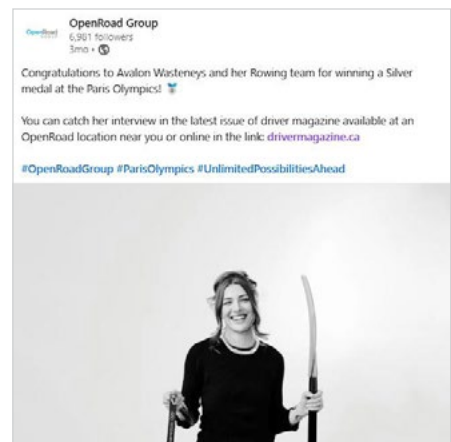 OpenRoad
OpenRoad Group
6,981 followers
3mo •
Congratulations to Avalon Wasteneys and her Rowing team for winning a Silver
medal at the Paris Olympics!
You can catch her interview in the latest issue of driver magazine available at an
OpenRoad location near you or online in the link: drivermagazine.ca
#OpenRoadGroup #ParisOlympics #UnlimitedPossibilitiesAhead